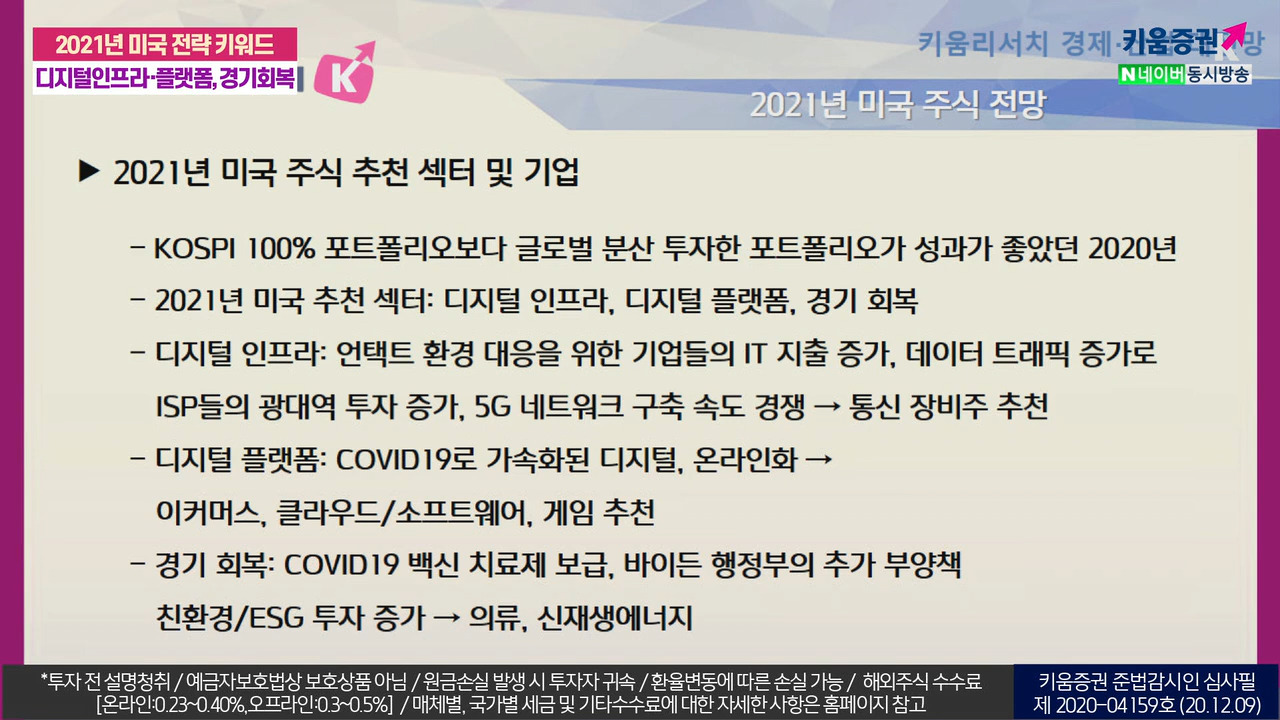 2021년 미국 전략 키워드
디지털인프라·플랫폼, 경기회복
K
키움리서치 경제·
망
키움증권
N 네이버 동시방송
2021년 미국 주식 전망
▶ 2021년 미국 주식 추천 섹터 및 기업
– KOSPI 100% 포트폴리오보다 글로벌 분산 투자한 포트폴리오가 성과가 좋았던 2020년
– 2021년 미국 추천 섹터: 디지털 인프라, 디지털 플랫폼, 경기 회복
– 디지털 인프라: 언택트 환경 대응을 위한 기업들의 IT 지출 증가, 데이터 트래픽 증가로
ISP들의 광대역 투자 증가, 5G 네트워크 구축 속도 경쟁 → 통신 장비주 추천
– 디지털 플랫폼: COVID19로 가속화된 디지털, 온라인화 →
이커머스, 클라우드/소프트웨어, 게임 추천
– 경기 회복: COVID19 백신 치료제 보급, 바이든 행정부의 추가 부양책
친환경/ESG 투자 증가 → 의류, 신재생에너지
*투자 전 설명청취 / 예금자보호법상 보호상품 아님 / 원금손실 발생 시 투자자 귀속 / 환율변동에 따른 손실 가능 / 해외주식 수수료
[온라인:0.23~0.40%,오프라인:0.3~0.5%] / 매체별, 국가별 세금 및 기타수수료에 대한 자세한 사항은 홈페이지 참고
키움증권 준법감시인 심사필
제 2020-04159호 (20.12.09)